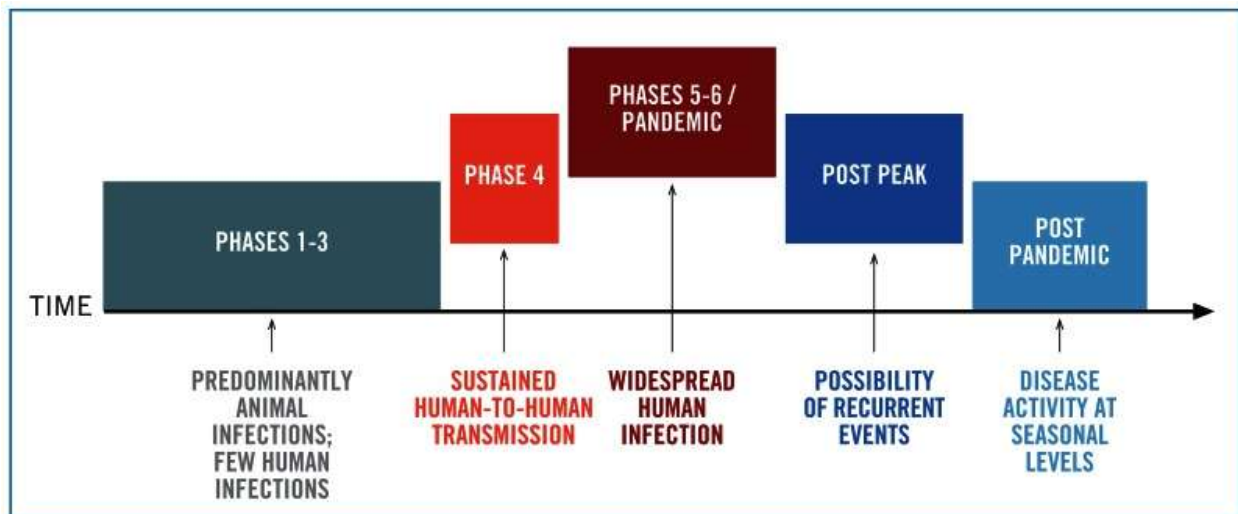 PHASES 5-6 /
PANDEMIC
PHASE 4
POST PEAK
PHASES 1-3
POST
PANDEMIC
TIME
PREDOMINANTLY
ANIMAL
INFECTIONS;
FEW HUMAN
INFECTIONS
SUSTAINED
HUMAN-TO-HUMAN
TRANSMISSION
WIDESPREAD
HUMAN
INFECTION
POSSIBILITY
OF RECURRENT
EVENTS
DISEASE
ACTIVITY AT
SEASONAL
LEVELS